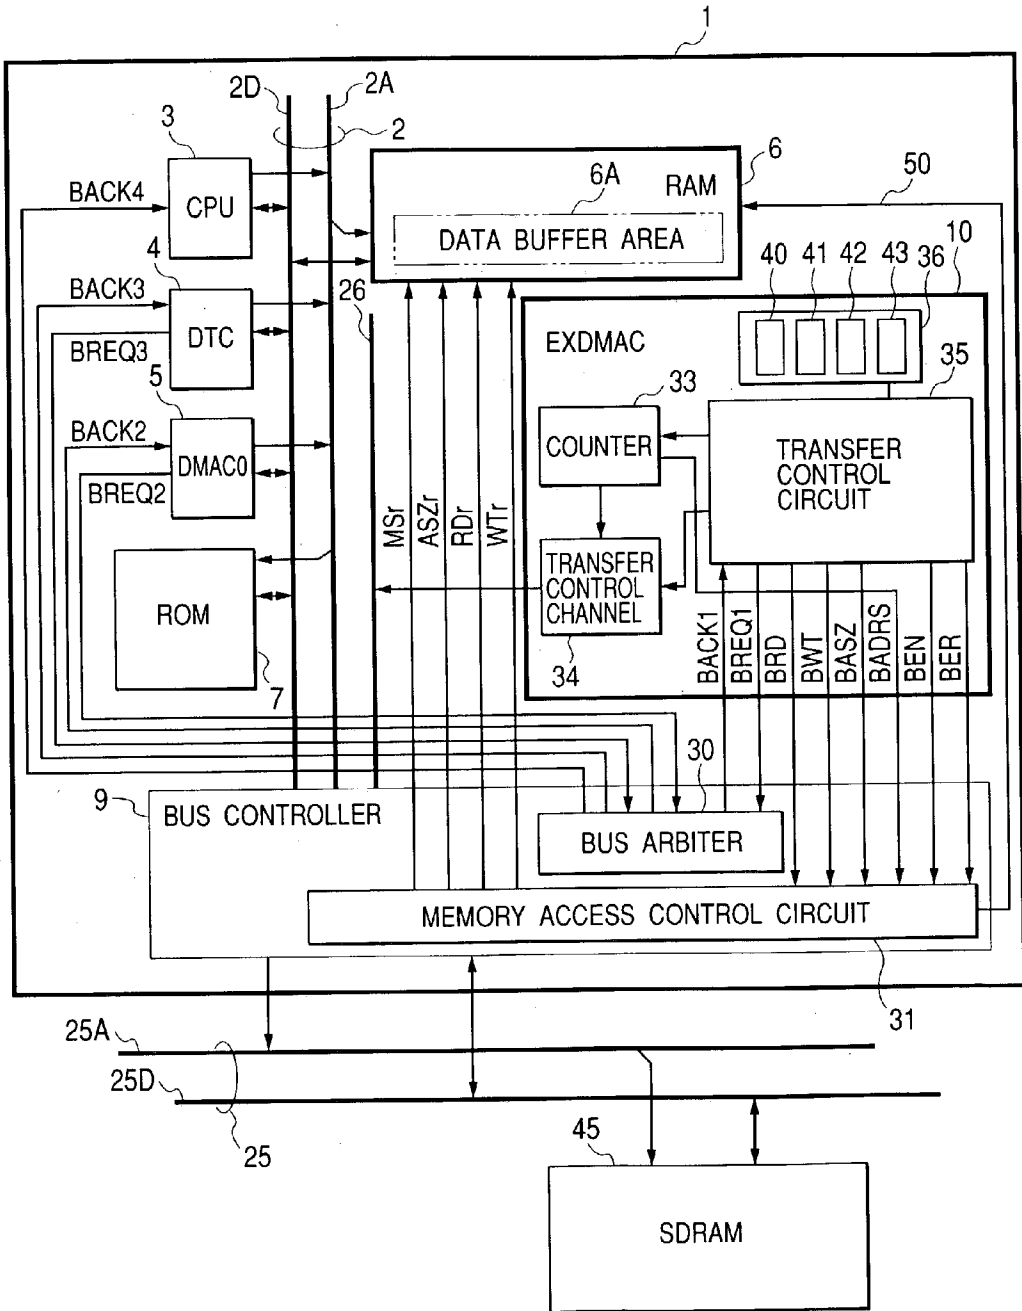 1
2D
2A
3
2
6
BACK4
CPU
6A
RAM
50
DATA BUFFER AREA
4
10
BACK3
26
40
41
42
43
36
DTC
EXDMAC
BREQ3
35
5
33
BACK2
COUNTER
TRANSFER
CONTROL
CIRCUIT
DMAC0
BREQ2
MSr
ASZr
RDr
WTr
TRANSFER
CONTROL
CHANNEL
ROM
34
BACK1
BREQ1
BRD
BWT
BASZ
BADRS
BEN
BER
7
30
9
BUS CONTROLLER
BUS ARBITER
MEMORY ACCESS CONTROL CIRCUIT
31
25A
25D
25
45
SDRAM